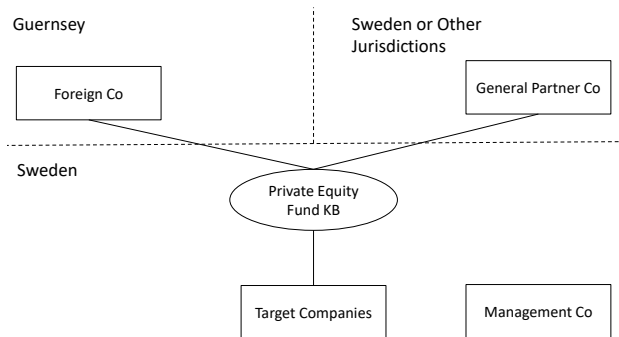 Guernsey
Sweden or Other
Jurisdictions
Foreign Co
General Partner Co
Sweden
Private Equity
Fund KB
Target Companies
Management Co